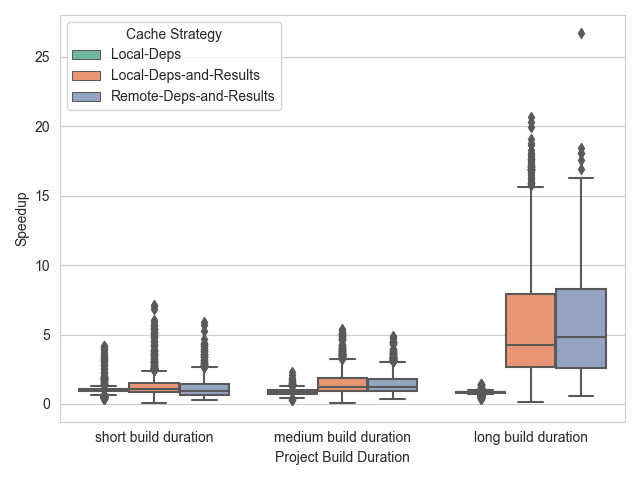 Cache Strategy
Local-Deps
Local-Deps-and-Results
Remote-Deps-and-Results
Speedup
25
20
15
10
5
0
short build duration
medium build duration
long build duration
Project Build Duration